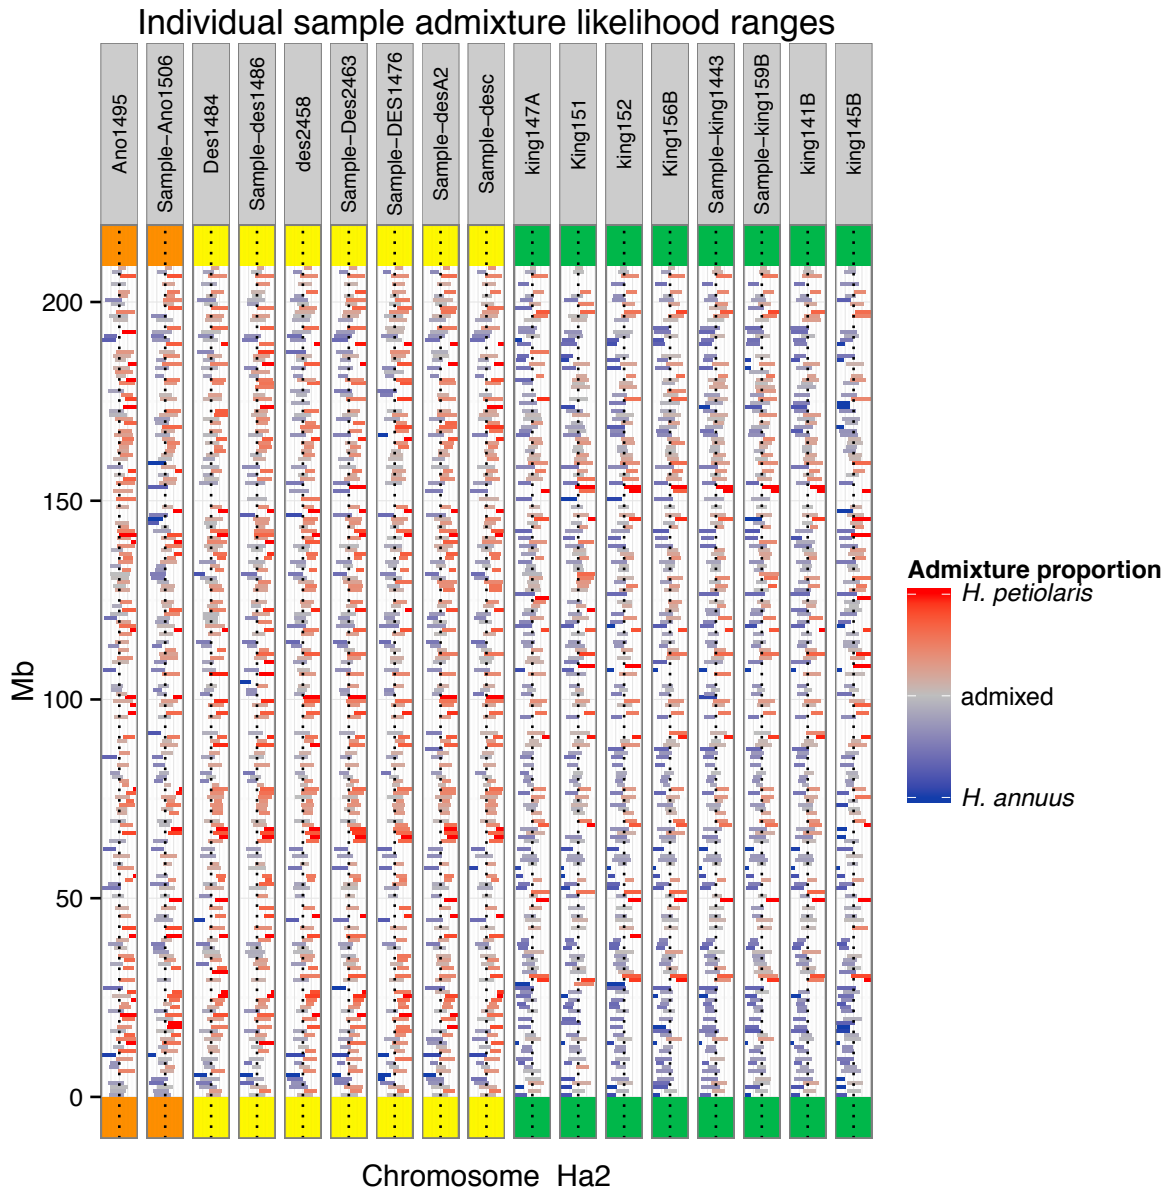 Individual sample admixture likelihood ranges
Ano1495
Sample−Ano1506
Des1484
Sample−des1486
des2458
Sample−Des2463
Sample−DES1476
Sample−desA2
Sample−desc
king147A
King151
king152
King156B
Sample−king1443
Sample−king159B
king141B
king145B
200
150
100
50
0
Mb
Chromosome Ha2
Admixture proportion
H. petiolaris
admixed
H. annuus